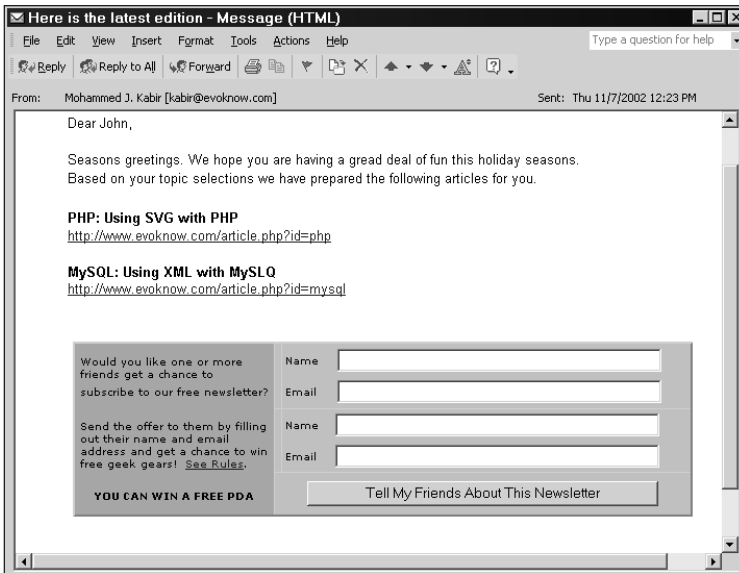 Here is the latest edition - Message (HTML)
File Edit View Insert Format Tools Actions Help
Type a question for help
Reply Reply to All Forward
From: Mohammed J. Kabir [kabir@evoknow.com] Sent: Thu 11/7/2002 12:23 PM
Dear John,
Seasons greetings. We hope you are having a gread deal of fun this holiday seasons.
Based on your topic selections we have prepared the following articles for you.
PHP: Using SVG with PHP
http://www.evoknow.com/article.php?id=php
MySQL: Using XML with MySLQ
http://www.evoknow.com/article.php?id=mysql
Would you like one or more
friends get a chance to
subscribe to our free newsletter?
Name
Email
Send the offer to them by filling
out their name and email
address and get a chance to win
free geek gears! See Rules.
Name
Email
YOU CAN WIN A FREE PDA
Tell My Friends About This Newsletter